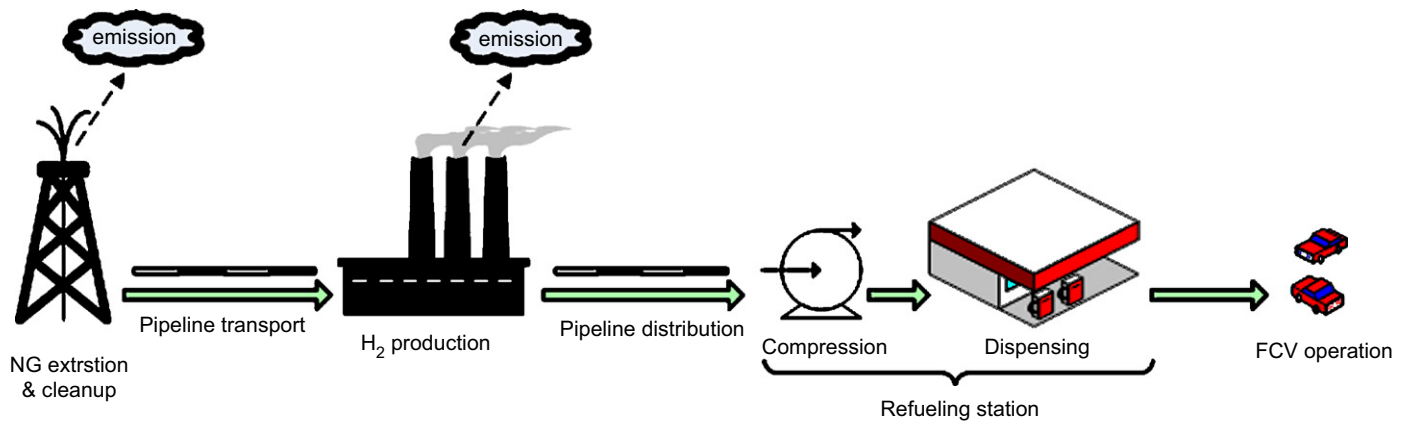 emission
emission
Pipeline transport
Pipeline distribution
H₂ production
Compression
Dispensing
FCV operation
NG extrstion
& cleanup
Refueling station